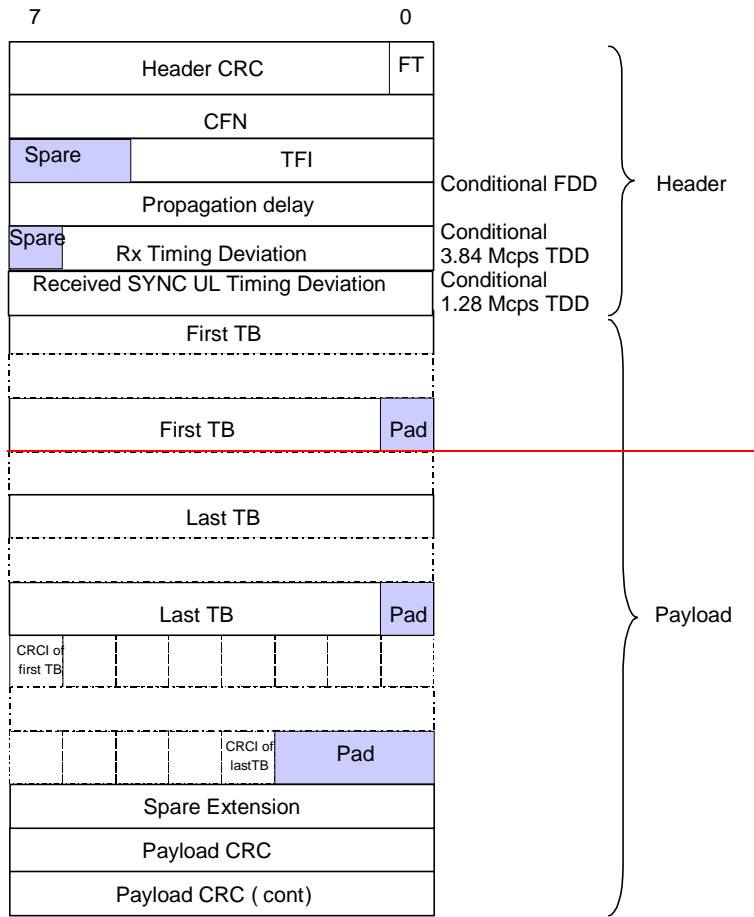 7 0
Header CRC FT
CFN
Spare TFI
Conditional FDD
Header
Propagation delay
Spare
Rx Timing Deviation
Conditional
3.84 Mcps TDD
Received SYNC UL Timing Deviation
Conditional
1.28 Mcps TDD
First TB
First TB Pad
Last TB
Last TB Pad
Payload
CRCI of
first TB
CRCI of
lastTB
Pad
Spare Extension
Payload CRC
Payload CRC ( cont)